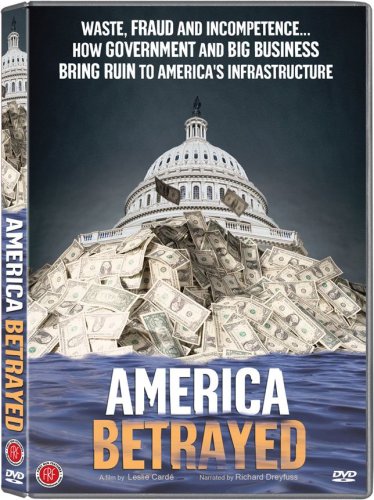 WASTE, FRAUD AND INCOMPETENCE...
HOW GOVERNMENT AND BIG BUSINESS
BRING RUIN TO AMERICA'S INFRASTRUCTURE
AMERICA
BETRAYED
A film by Leslie Cardé Narrated by Richard Dreyfuss
DVD
AMERICA BETRAYED
FRF
DVD